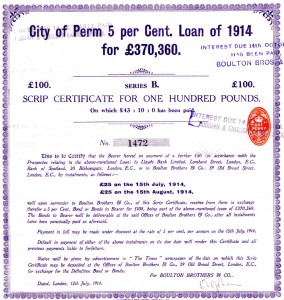 City of Perm 5 per Cent. Loan of 1914
for £370,360.
INTEREST DUE 14th OCT
HAS BEEN PAID
BOULTON BROS
£100. SERIES B. £100.
SCRIP CERTIFICATE FOR ONE HUNDRED POUNDS,
On which £43 : 10 : 0 has been paid.
INTEREST DUE 14
No. 1472
This is to Certify that the Bearer hereof on payment of a further £50 in accordance with the
Prospectus relating to the above-mentioned Loan to Lloyds Bank Limited, Lombard Street, London, E.C.,
Bank of Scotland, 30 Bishopsgate, London, E.C., or to Boulton Brothers & Co., 39 Old Broad Street,
London, E.C., by instalments, as follows:—
£25 on the 15th July, 1914,
£25 on the 15th August, 1914,
will upon surrender to Boulton Brothers & Co. of this Scrip Certificate, receive from them in exchange
Bond or Bonds to Bearer for £100, being part of the above-mentioned issue of £370,360.
The Bonds to Bearer will be deliverable at the said Offices of Boulton Brothers & Co., after all instalments
have been punctually paid as aforesaid.
Payment in full may be made under discount at the rate of 3 per cent. per annum on the 15th July, 1914.
Default in payment of either of the above instalments on its due date will render this Certificate and all
previous payments liable to forfeiture.
Notice will be given by advertisement in "The Times" newspaper of the date on which this Scrip
Certificate may be deposited at the Offices of Boulton Brothers & Co., 39 Old Broad Street, London, E.C.,
for exchange for the Definitive Bond or Bonds.
For BOULTON BROTHERS & CO.
Dated, London, 12th July, 1914.